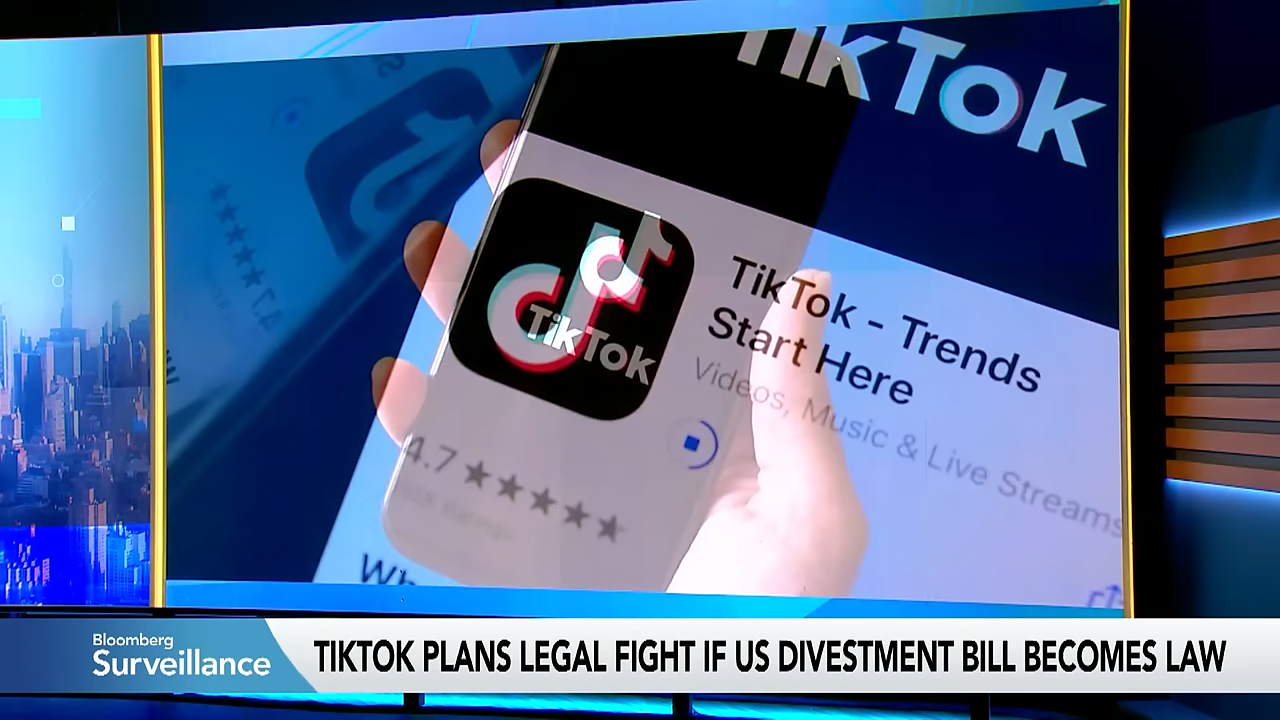 TikTok
TikTok
TikTok - Trends
Start Here
Videos, Music & Live Streams
4.7 ★★★★★
Wh
Bloomberg
Surveillance
TIKTOK PLANS LEGAL FIGHT IF US DIVESTMENT BILL BECOMES LAW